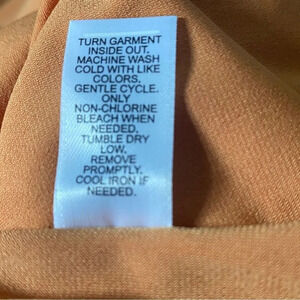 TURN GARMENT
INSIDE OUT.
MACHINE WASH
COLD WITH LIKE
COLORS.
GENTLE CYCLE.
ONLY
NON-CHLORINE
BLEACH WHEN
NEEDED.
TUMBLE DRY
LOW.
REMOVE
PROMPTLY.
COOL IRON IF
NEEDED.